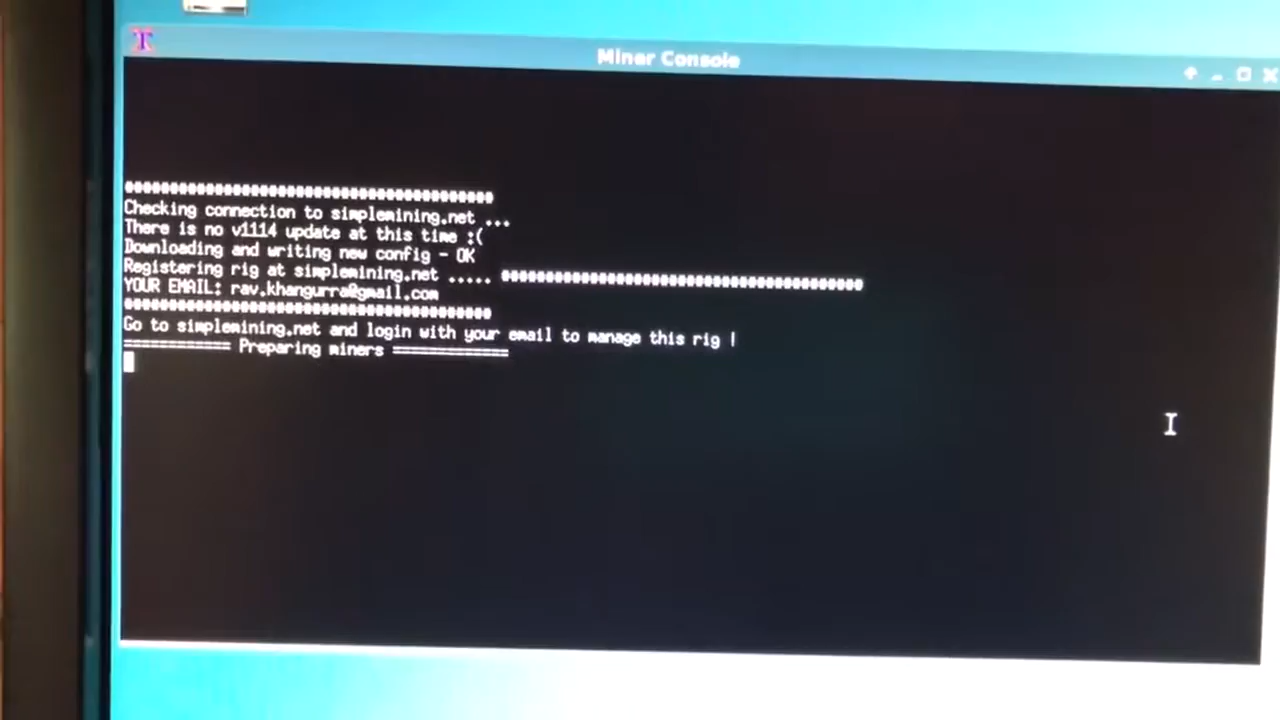 Miner Console
########################################
Checking connection to simplemining.net ...
There is no v1114 update at this time :(
Downloading and writing new config - OK
Registering rig at simplemining.net ..... ########################################
YOUR EMAIL: rav.khangurra@gmail.com
########################################
Go to simplemining.net and login with your email to manage this rig !
=========== Preparing miners ===========